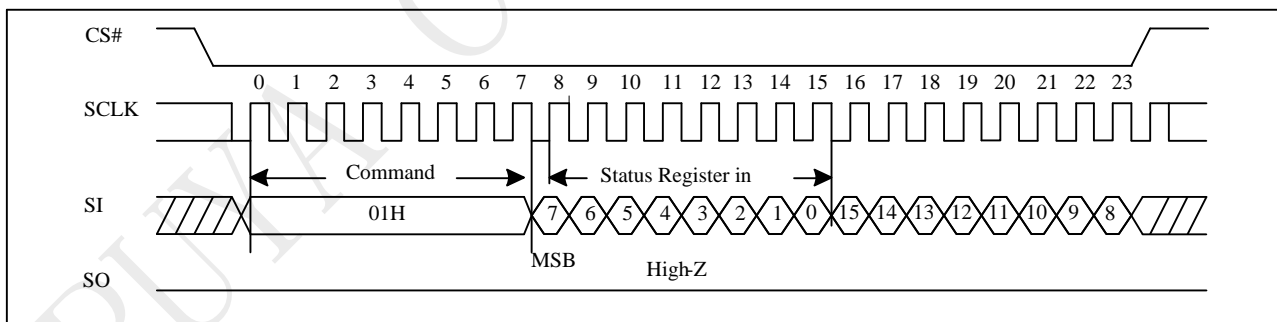 CS#
0 1 2 3 4 5 6 7 8 9 10 11 12 13 14 15 16 17 18 19 20 21 22 23
SCLK
Command Status Register in
SI 01H 7 6 5 4 3 2 1 0 15 14 13 12 11 10 9 8
MSB High-Z
SO
PUYA